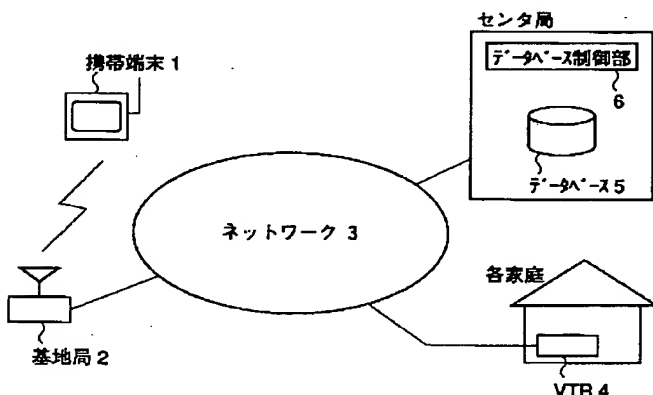 センタ局
データベース制御部
6
携帯端末 1
データベース 5
ネットワーク 3
各家庭
基地局 2
VTR 4